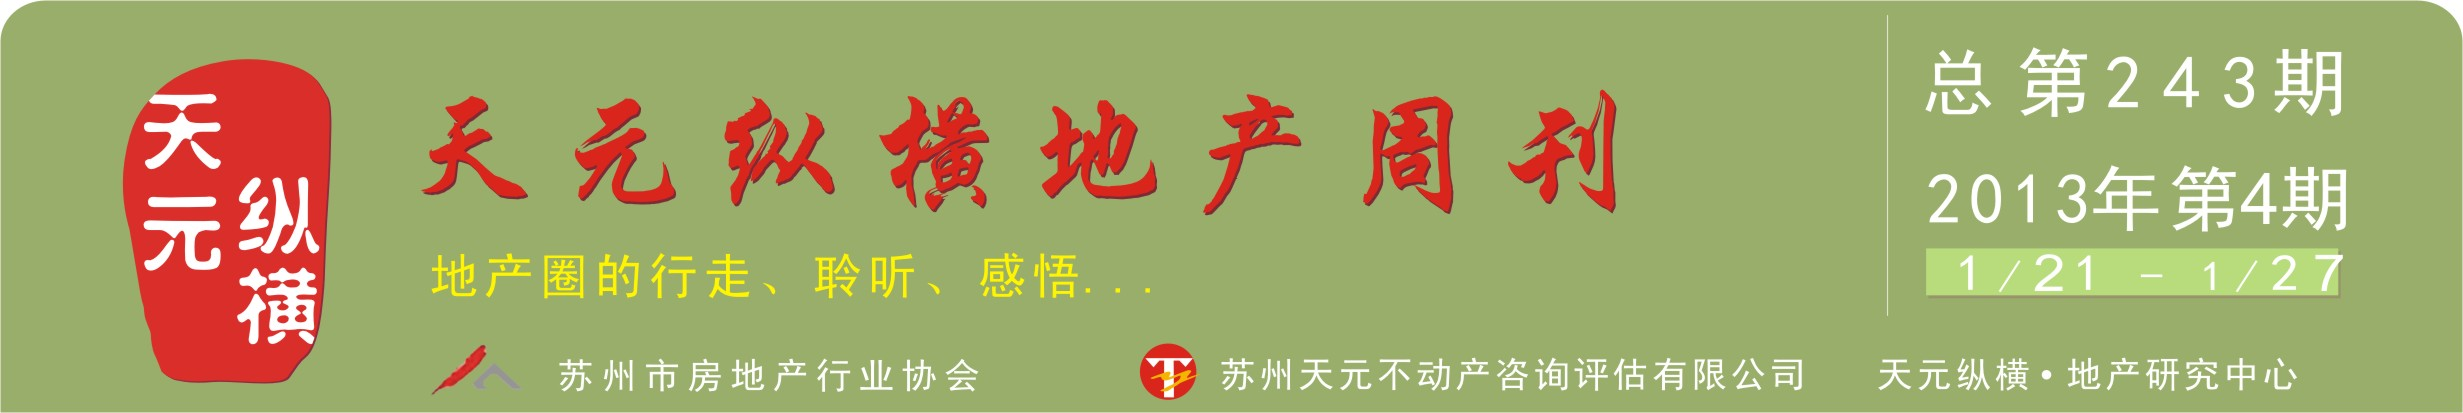 天元
纵横
天元纵横地产周刊
地产圈的行走、聆听、感悟...
苏州市房地产行业协会
苏州天元不动产咨询评估有限公司
天元纵横•地产研究中心
总第243期
2013年第4期
1/21 - 1/27